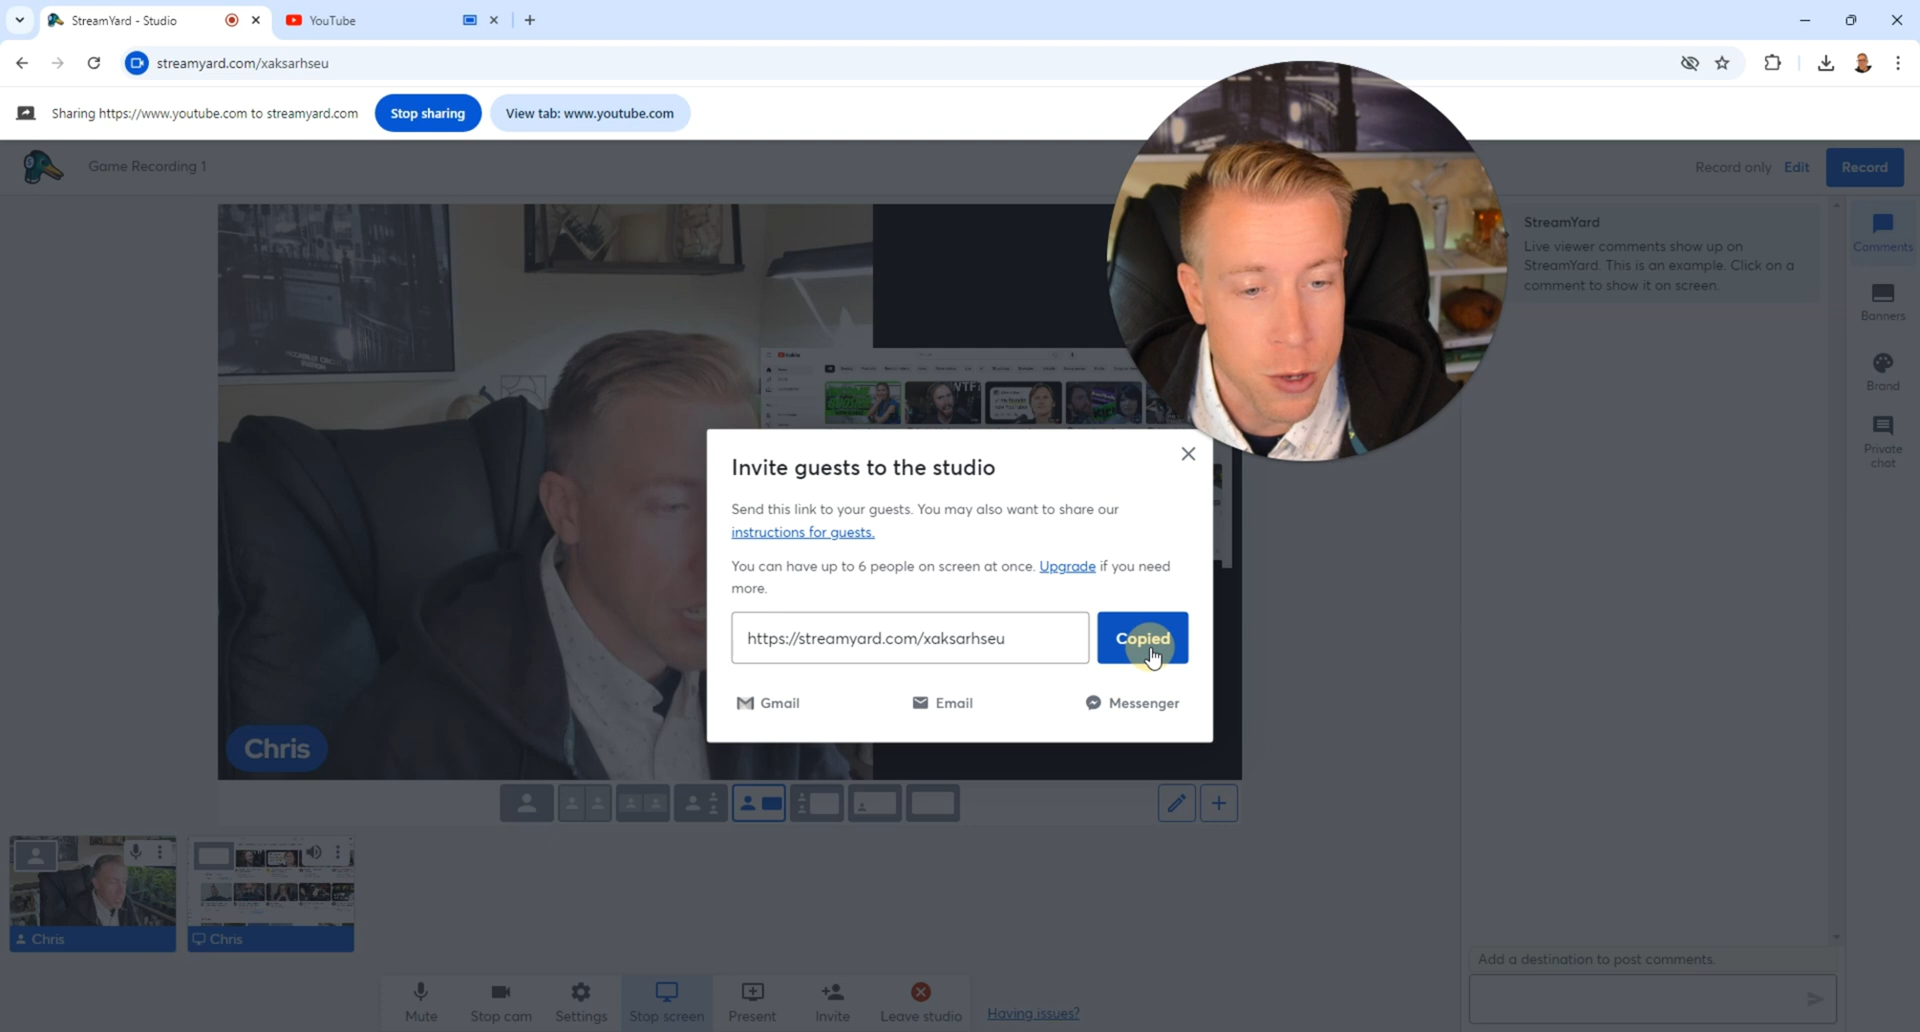 StreamYard - Studio
YouTube
streamyard.com/xaksarhseu
Sharing https://www.youtube.com to streamyard.com
Stop sharing
View tab: www.youtube.com
Game Recording 1
Record only
Edit
Record
StreamYard
Live viewer comments show up on
StreamYard. This is an example. Click on a
comment to show it on screen.
Comments
Banners
Brand
Private
chat
Invite guests to the studio
Send this link to your guests. You may also want to share our
instructions for guests.
You can have up to 6 people on screen at once. Upgrade if you need
more.
https://streamyard.com/xaksarhseu
Copied
Gmail
Email
Messenger
Chris
Chris
Chris
Add a destination to post comments.
Mute
Stop cam
Settings
Stop screen
Present
Invite
Leave studio
Having issues?